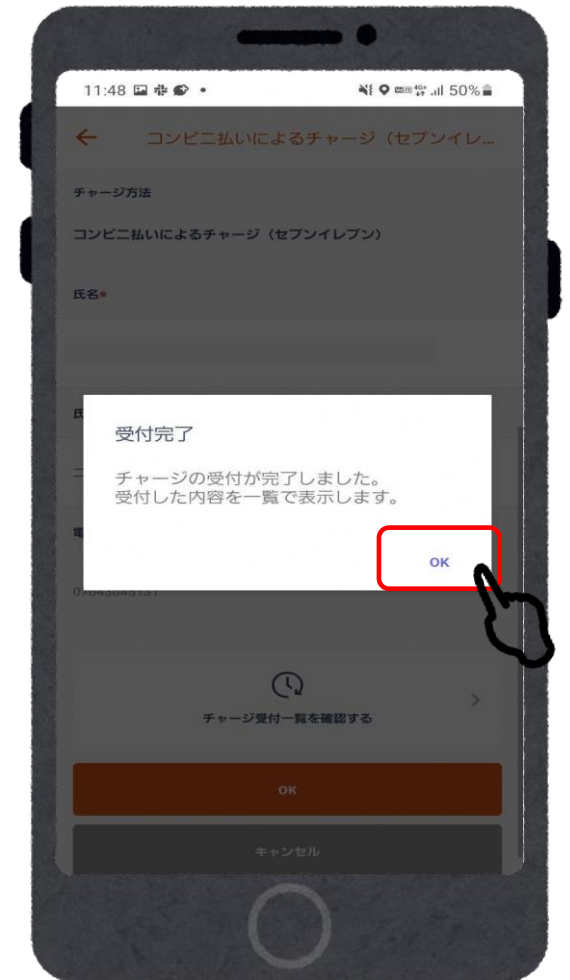 11:48
4G+ 50%
コンビニ払いによるチャージ（セブンイレ...
チャージ方法
コンビニ払いによるチャージ（セブンイレブン）
氏名*
氏
受付完了
チャージの受付が完了しました。
受付した内容を一覧で表示します。
電
OK
チャージ受付一覧を確認する
OK
キャンセル